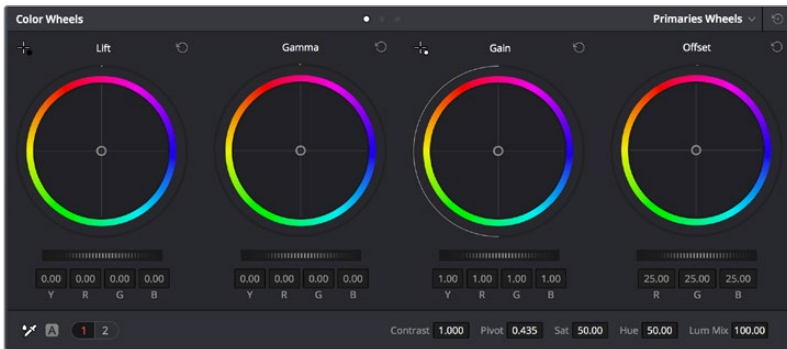 Color Wheels Primaries Wheels
Lift Gamma Gain Offset
0.00 0.00 0.00 0.00 0.00 0.00 0.00 0.00 1.00 1.00 1.00 1.00 25.00 25.00 25.00
Y R G B Y R G B Y R G B R G B
A 1 2 Contrast 1.000 Pivot 0.435 Sat 50.00 Hue 50.00 Lum Mix 100.00